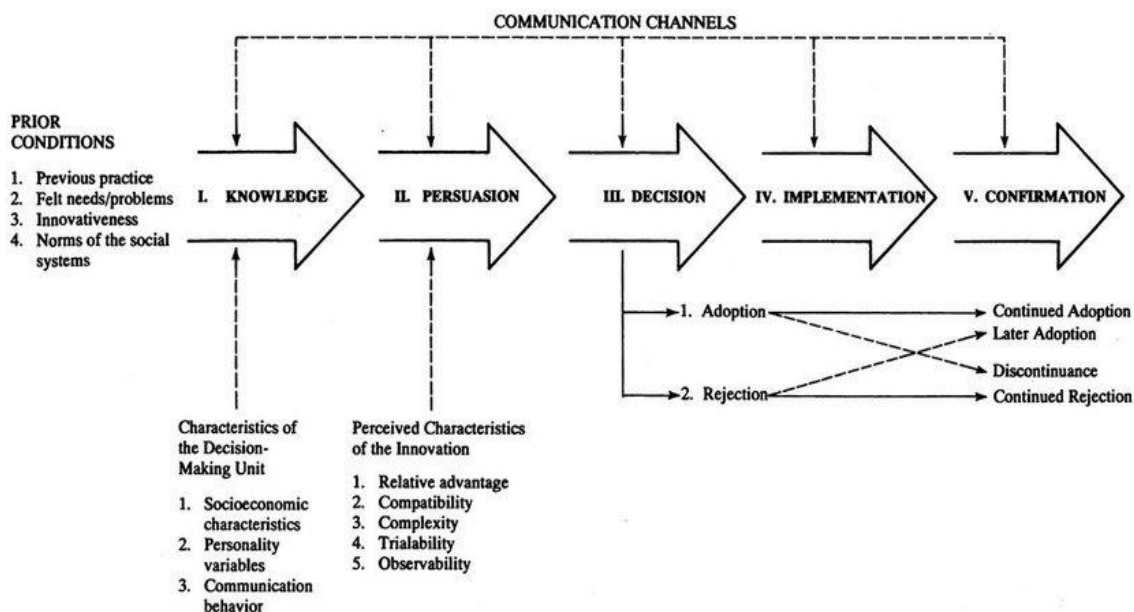 COMMUNICATION CHANNELS
PRIOR
CONDITIONS
1. Previous practice
2. Felt needs/problems
3. Innovativeness
4. Norms of the social
systems
I. KNOWLEDGE
II. PERSUASION
III. DECISION
IV. IMPLEMENTATION
V. CONFIRMATION
1. Adoption
2. Rejection
Continued Adoption
Later Adoption
Discontinuance
Continued Rejection
Characteristics of
the Decision-
Making Unit
1. Socioeconomic
characteristics
2. Personality
variables
3. Communication
behavior
Perceived Characteristics
of the Innovation
1. Relative advantage
2. Compatibility
3. Complexity
4. Trialability
5. Observability